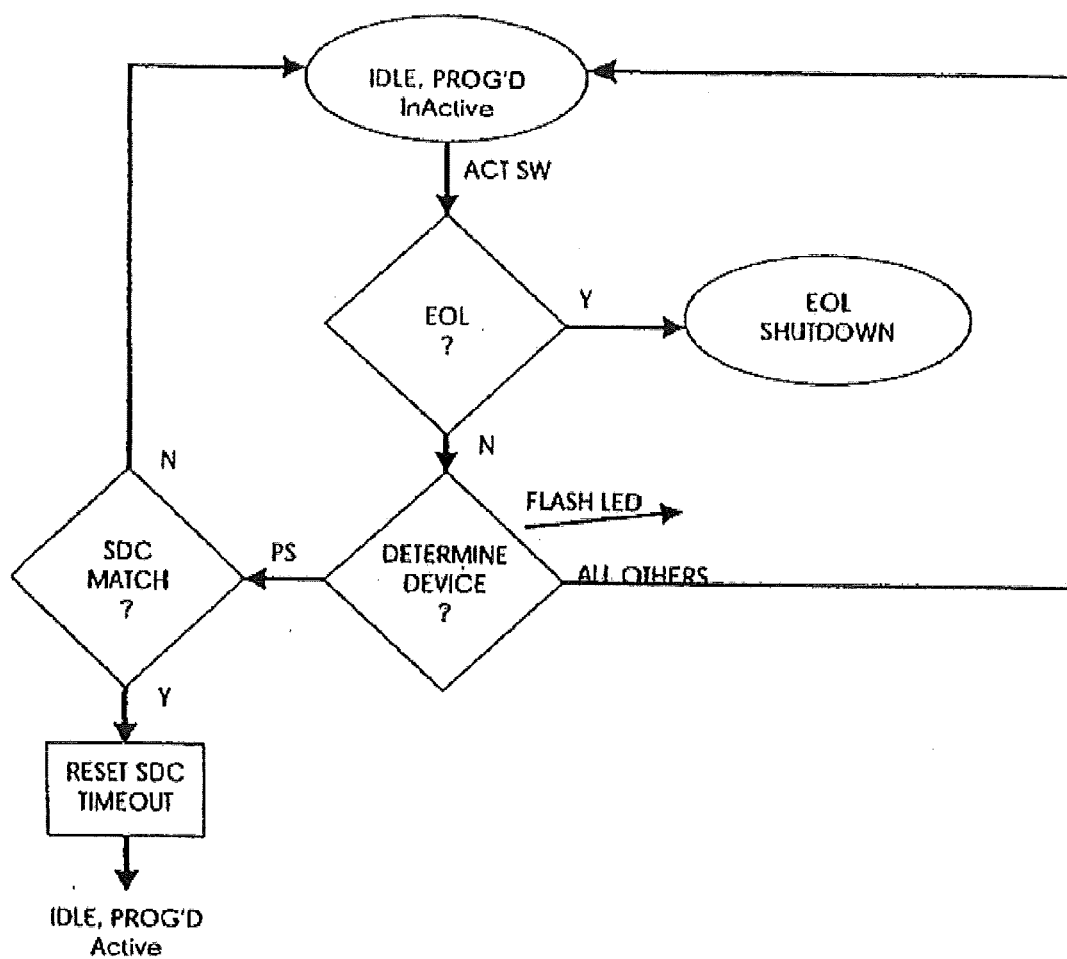 IDLE, PROG'D
InActive
ACT SW
EOL
?
Y
EOL
SHUTDOWN
N
N
FLASH LED
SDC
MATCH
?
PS
DETERMINE
DEVICE
?
ALL OTHERS
Y
RESET SDC
TIMEOUT
IDLE, PROG'D
Active